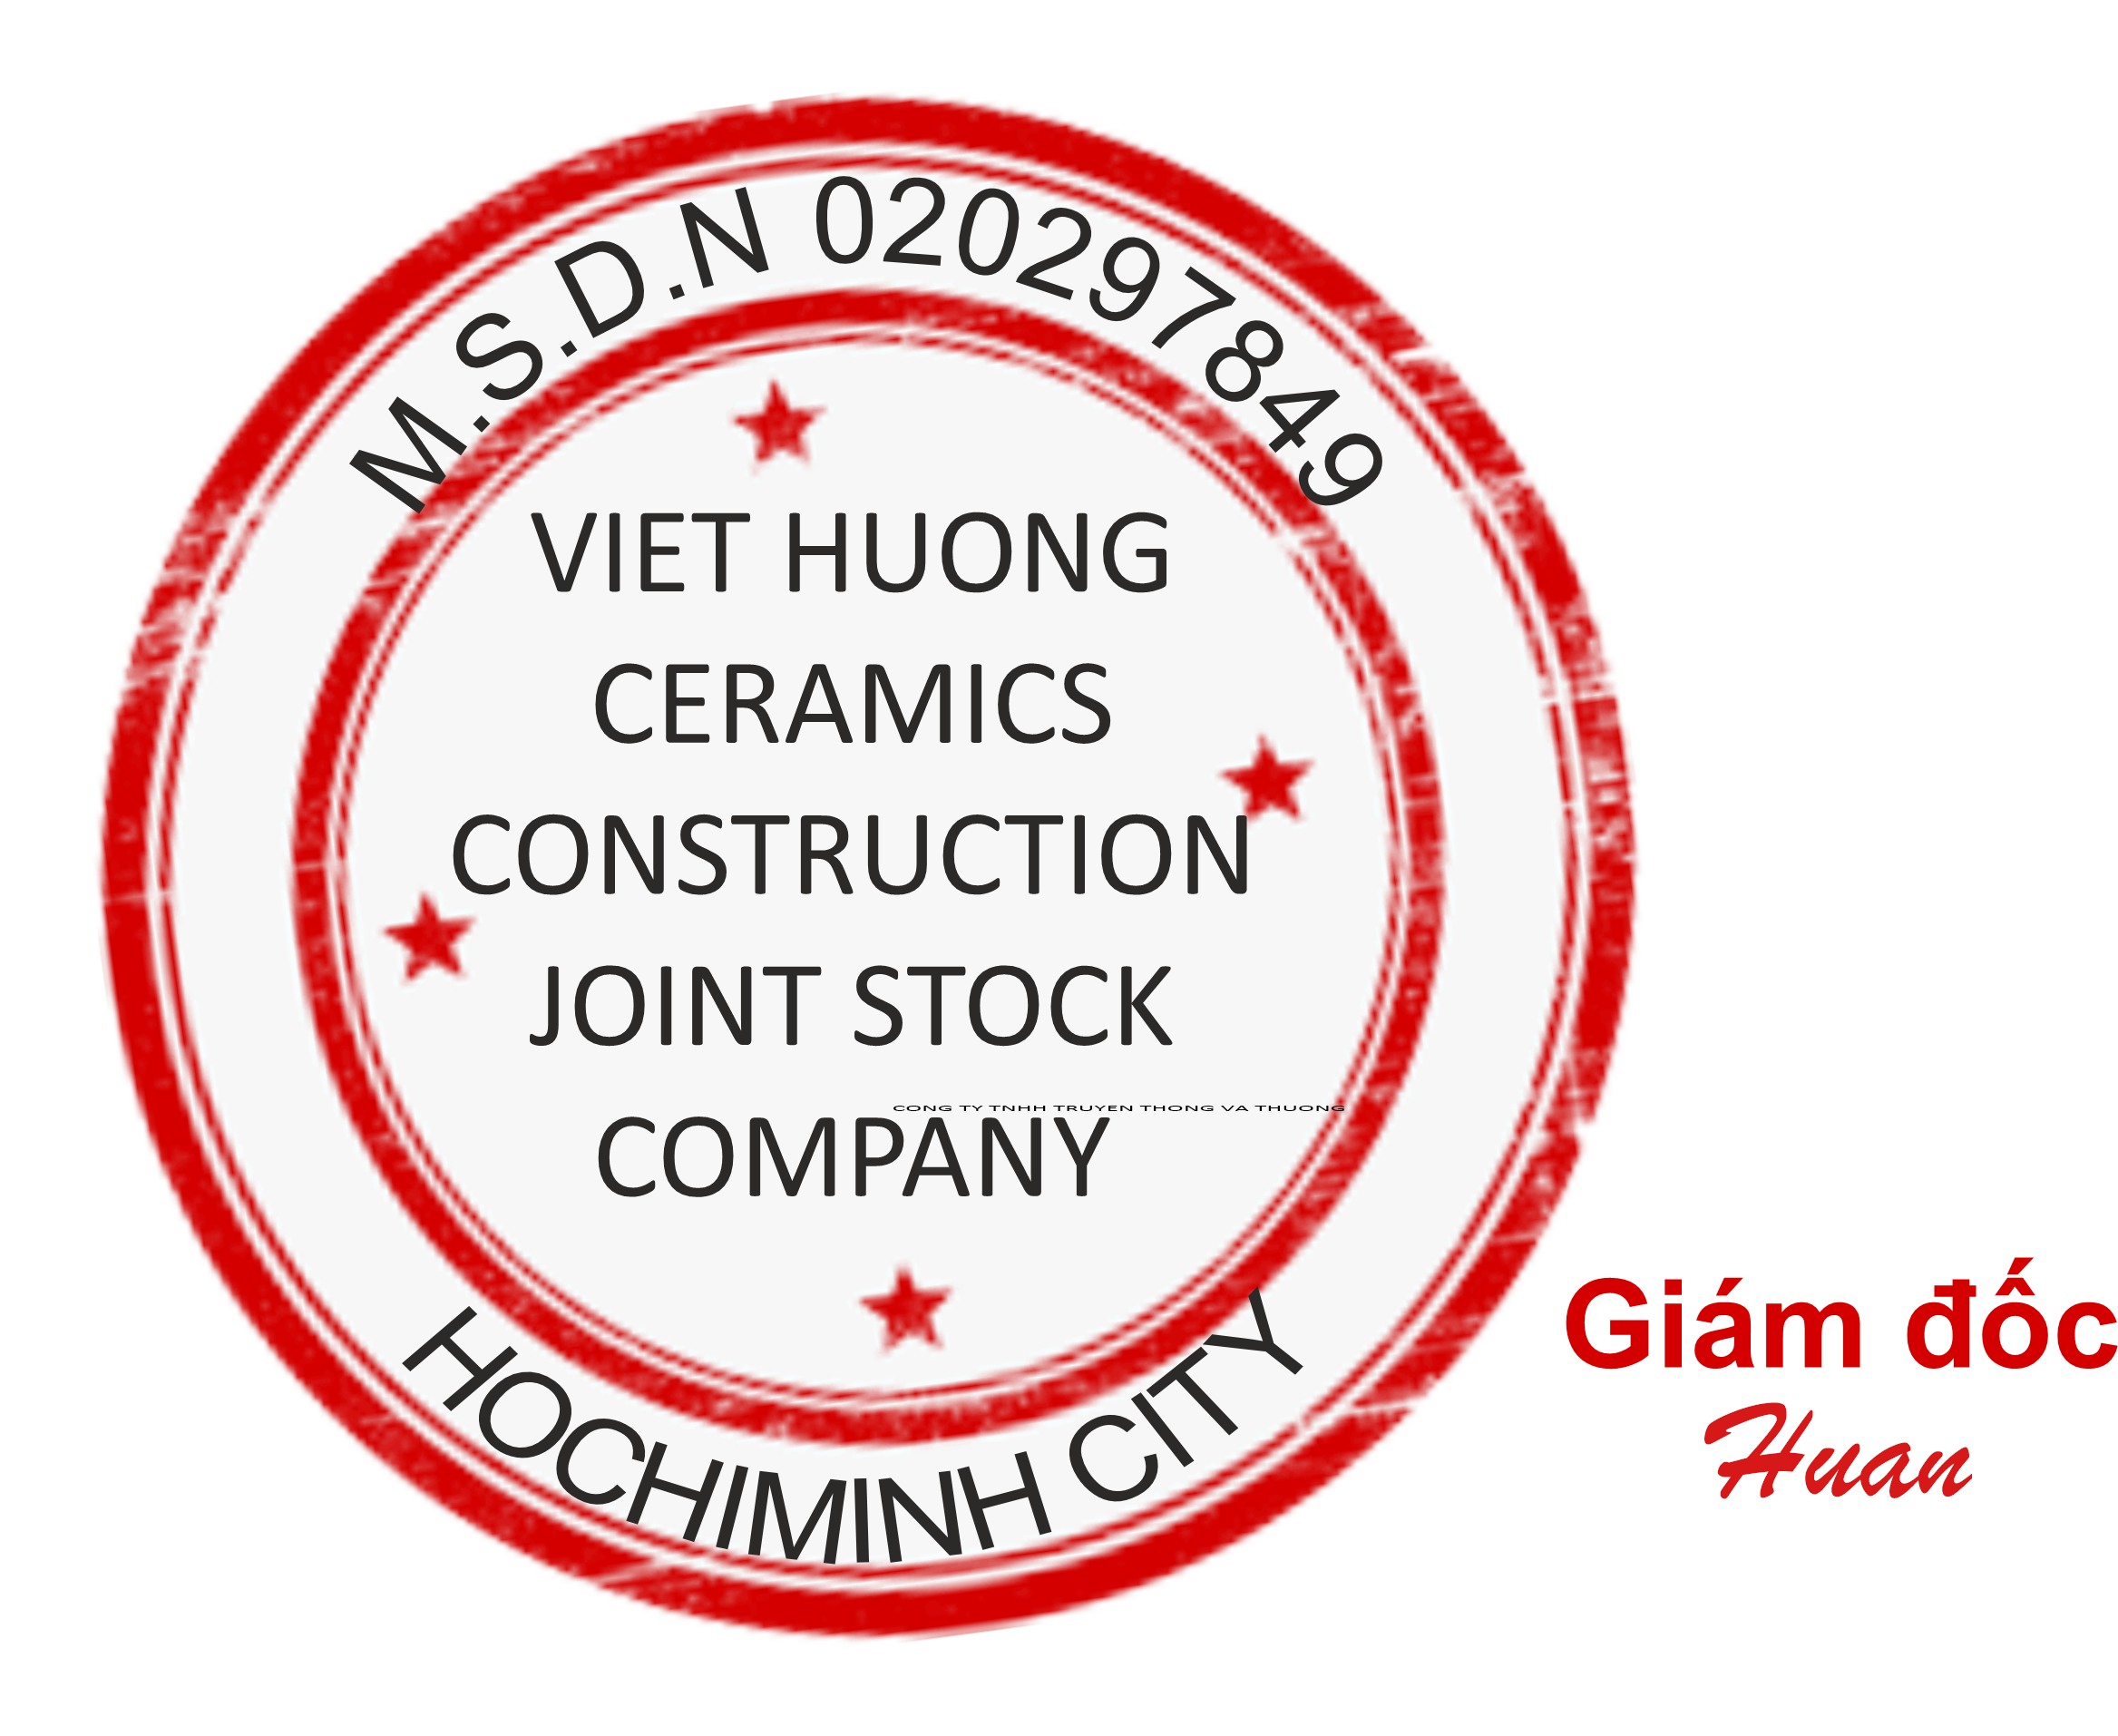 M.S.D.N 020297849
VIET HUONG
CERAMICS
CONSTRUCTION
JOINT STOCK
CONG TY TNHH TRUYEN THONG VA THUONG
COMPANY
HOCHIMINH CITY
Giám đốc
Huan